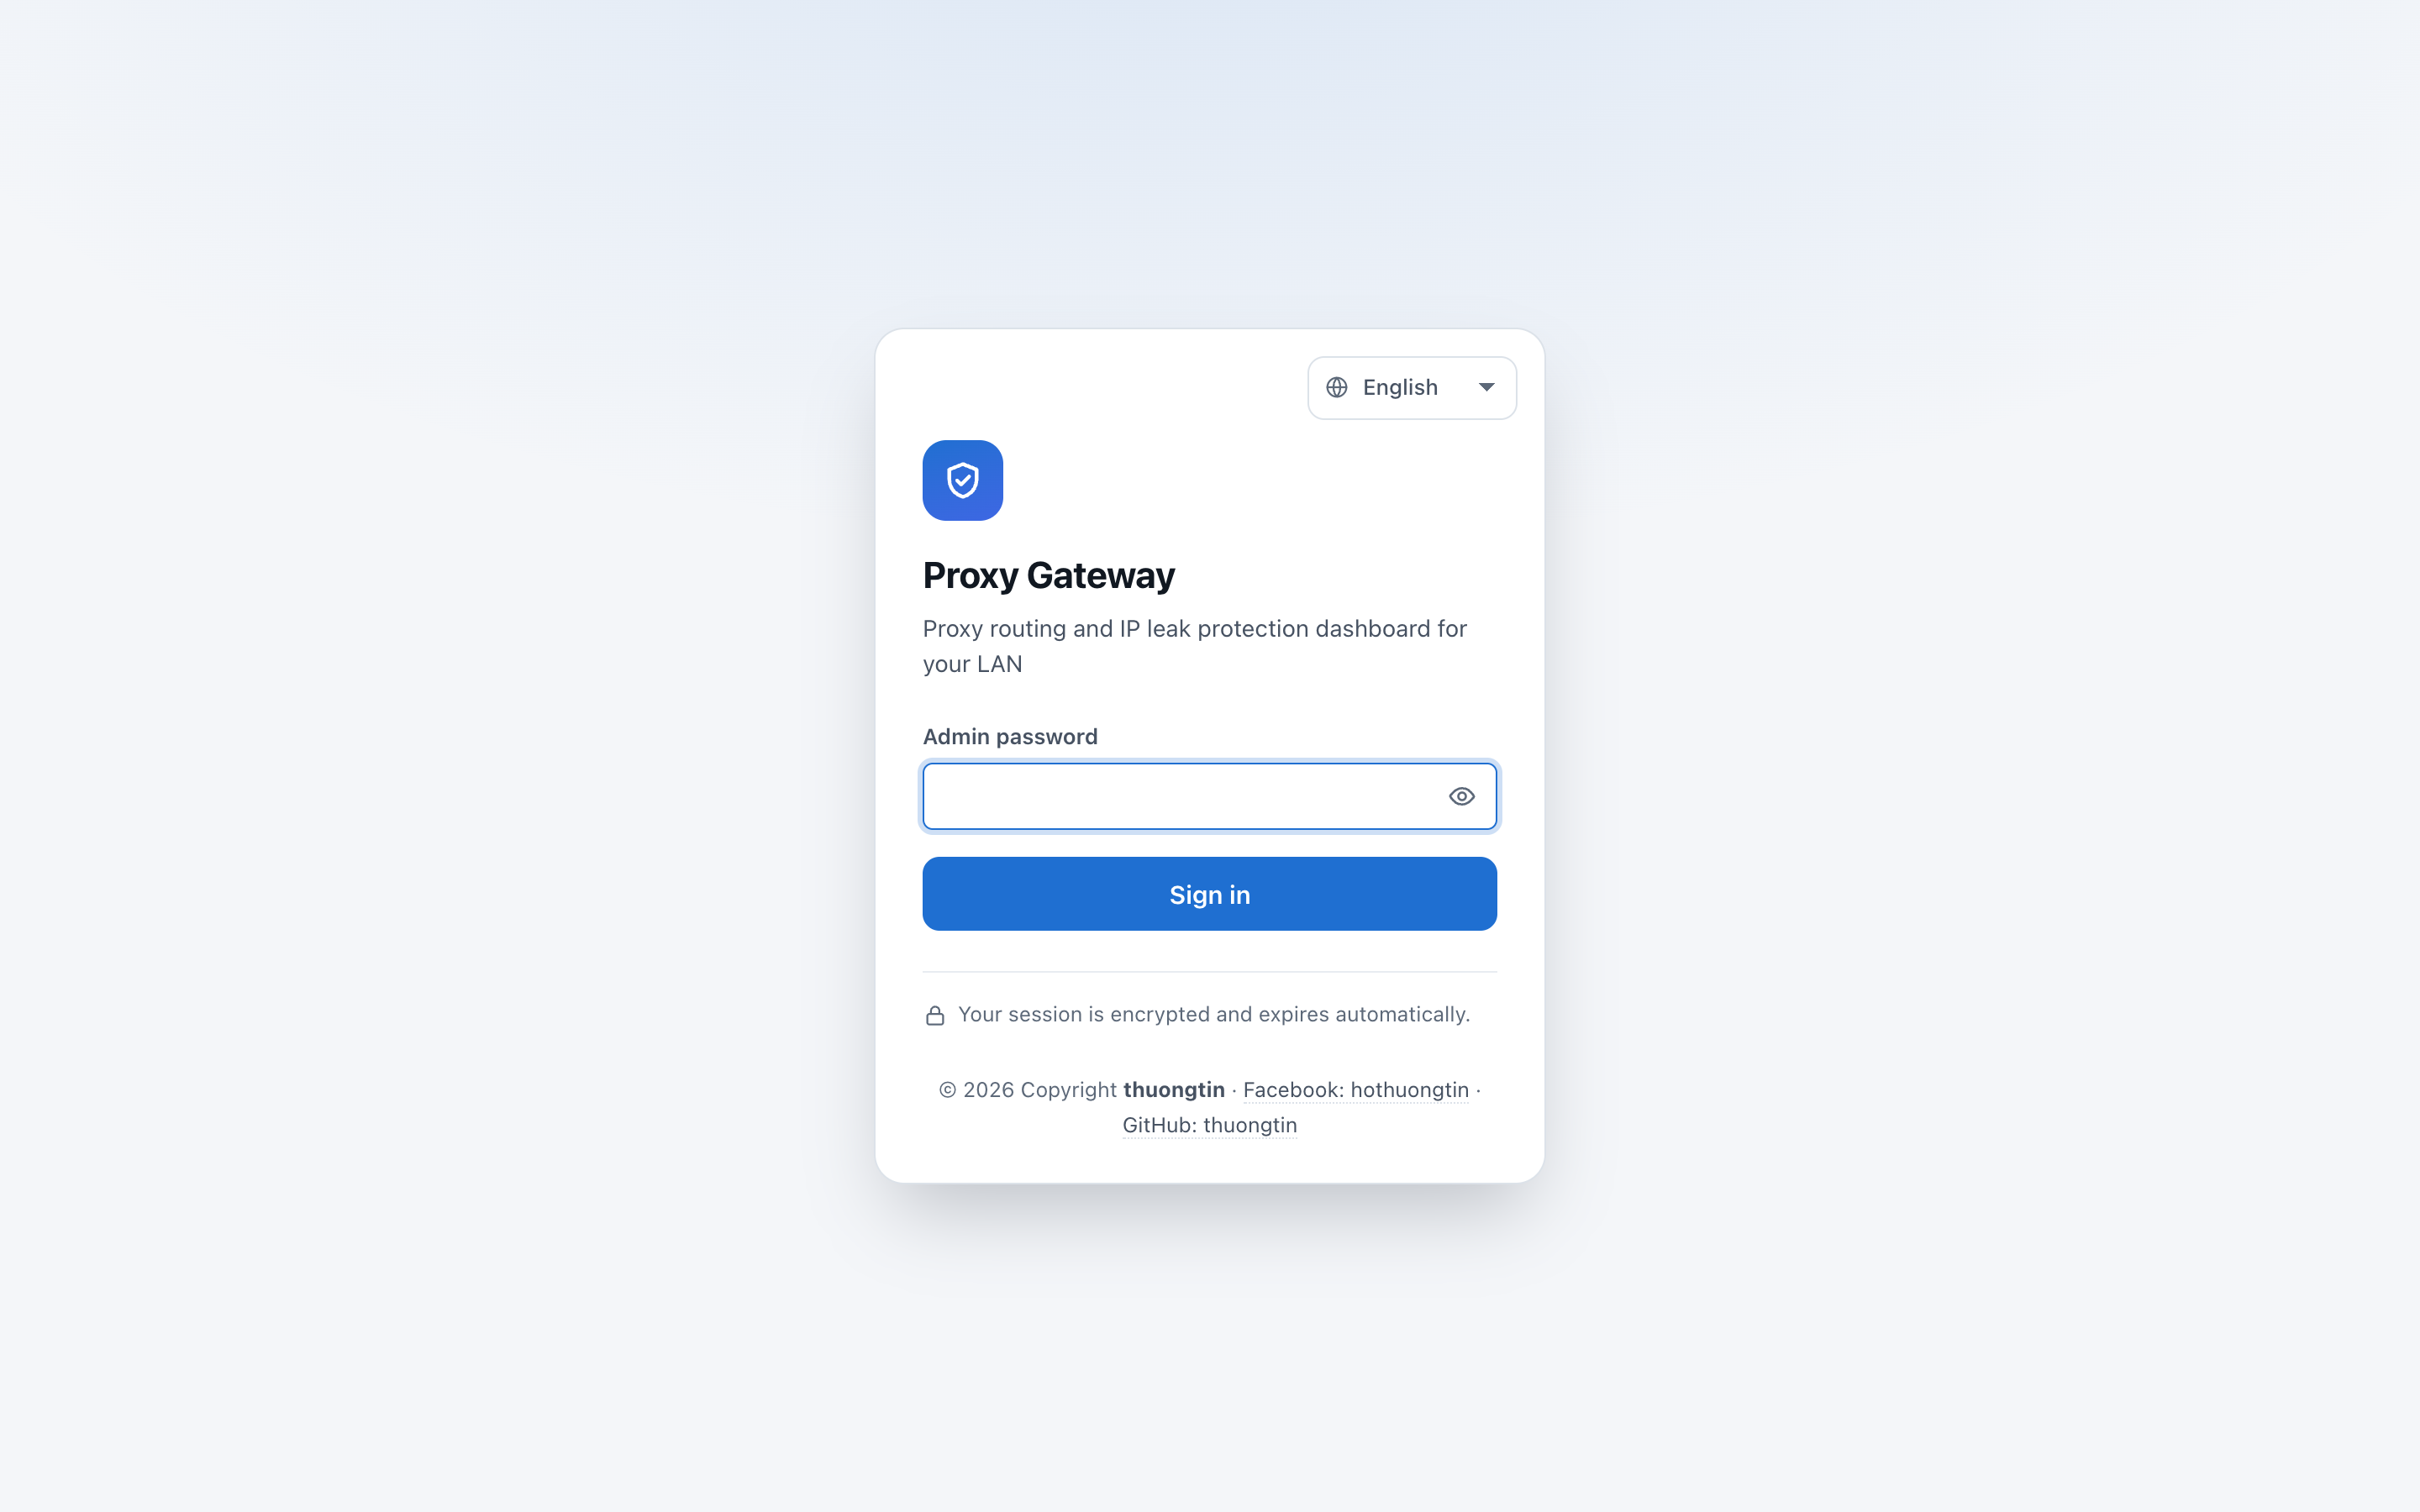 English
Proxy Gateway
Proxy routing and IP leak protection dashboard for
your LAN
Admin password
Sign in
Your session is encrypted and expires automatically.
© 2026 Copyright thuongtin · Facebook: hothuongtin ·
GitHub: thuongtin